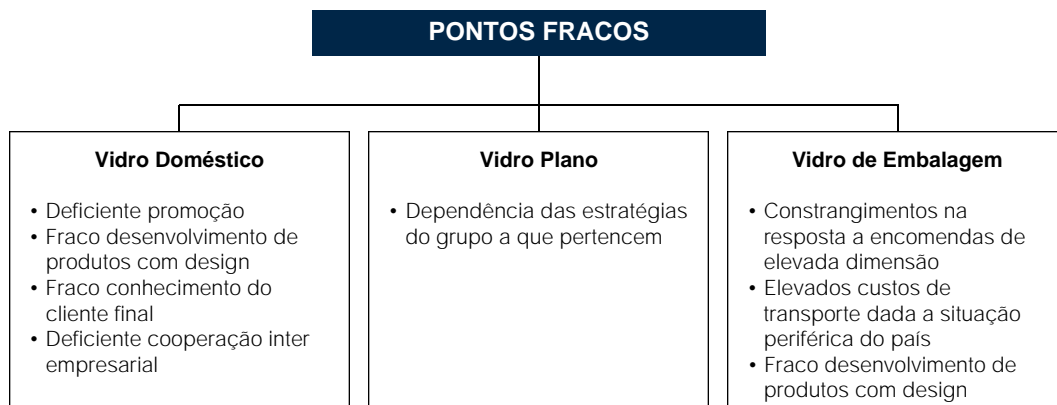 PONTOS FRACOS
Vidro Doméstico
• Deficiente promoção
• Fraco desenvolvimento de
produtos com design
• Fraco conhecimento do
cliente final
• Deficiente cooperação inter
empresarial
Vidro Plano
• Dependência das estratégias
do grupo a que pertencem
Vidro de Embalagem
• Constrangimentos na
resposta a encomendas de
elevada dimensão
• Elevados custos de
transporte dada a situação
periférica do país
• Fraco desenvolvimento de
produtos com design